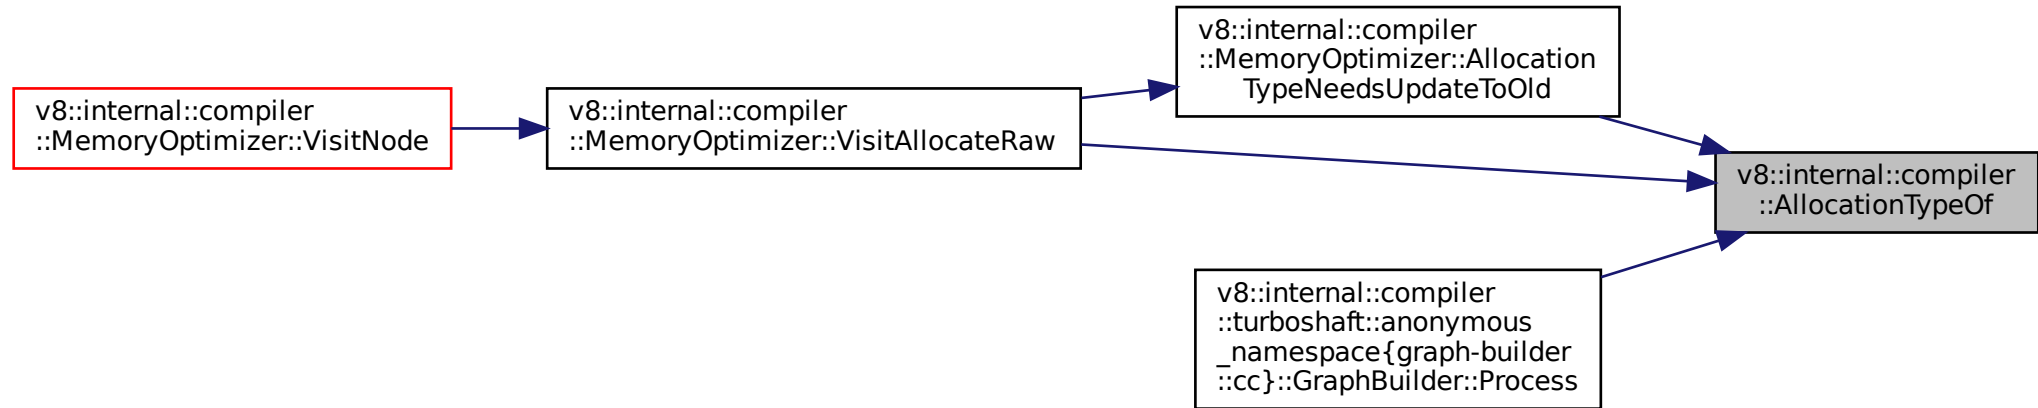 v8::internal::compiler
::MemoryOptimizer::VisitNode
v8::internal::compiler
::MemoryOptimizer::VisitAllocateRaw
v8::internal::compiler
::MemoryOptimizer::Allocation
TypeNeedsUpdateToOld
v8::internal::compiler
::AllocationTypeOf
v8::internal::compiler
::turboshaft::anonymous
_namespace{graph-builder
::cc}::GraphBuilder::Process